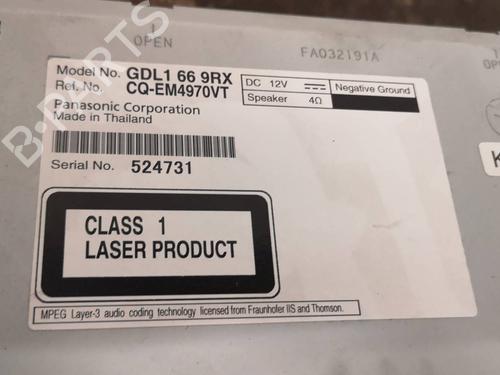 OPEN
FA032191A
Model No. GDL1 66 9RX
Ref. No. CQ-EM4970VT
DC 12V
Negative Ground
Speaker 4Ω
Panasonic Corporation
Made in Thailand
Serial No. 524731
K
CLASS 1
LASER PRODUCT
MPEG Layer-3 audio coding technology licensed from Fraunhofer IIS and Thomson.
B-PARTS